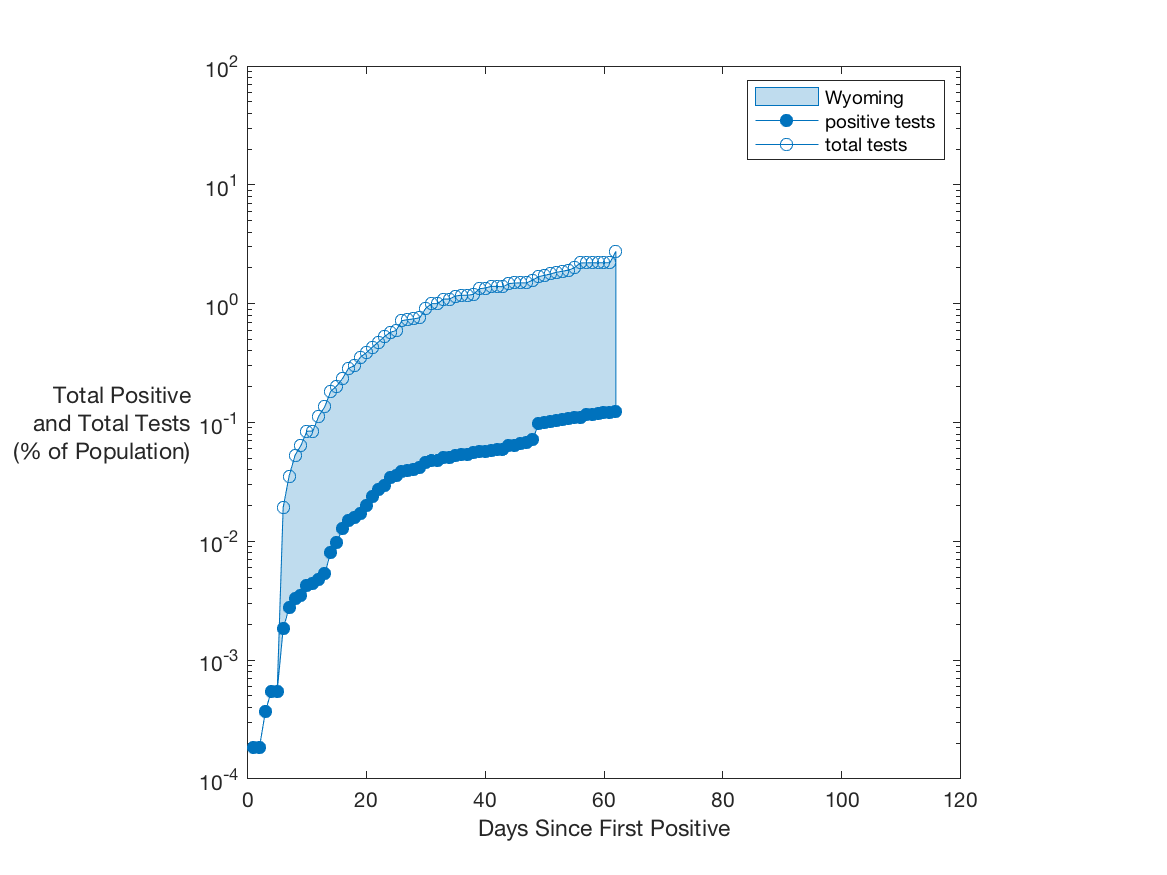 10^2
10^1
10^0
10^-1
10^-2
10^-3
10^-4
Total Positive
and Total Tests
(% of Population)
Wyoming
positive tests
total tests
0 20 40 60 80 100 120
Days Since First Positive